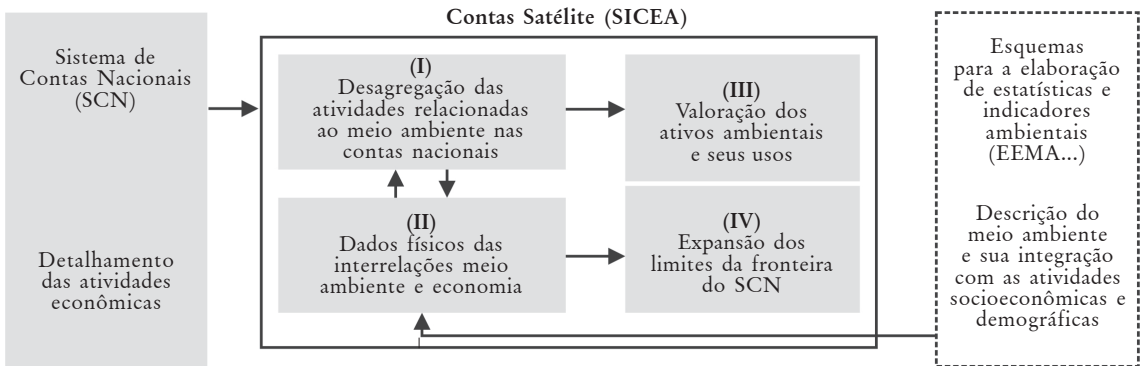 Contas Satélite (SICEA)
Sistema de
Contas Nacionais
(SCN)
Detalhamento
das atividades
econômicas
(I)
Desagregação das
atividades relacionadas
ao meio ambiente nas
contas nacionais
(II)
Dados físicos das
interrelações meio
ambiente e economia
(III)
Valoração dos
ativos ambientais
e seus usos
(IV)
Expansão dos
limites da fronteira
do SCN
Esquemas
para a elaboração
de estatísticas e
indicadores
ambientais
(EEMA...)
Descrição do
meio ambiente
e sua integração
com as atividades
socioeconômicas e
demográficas